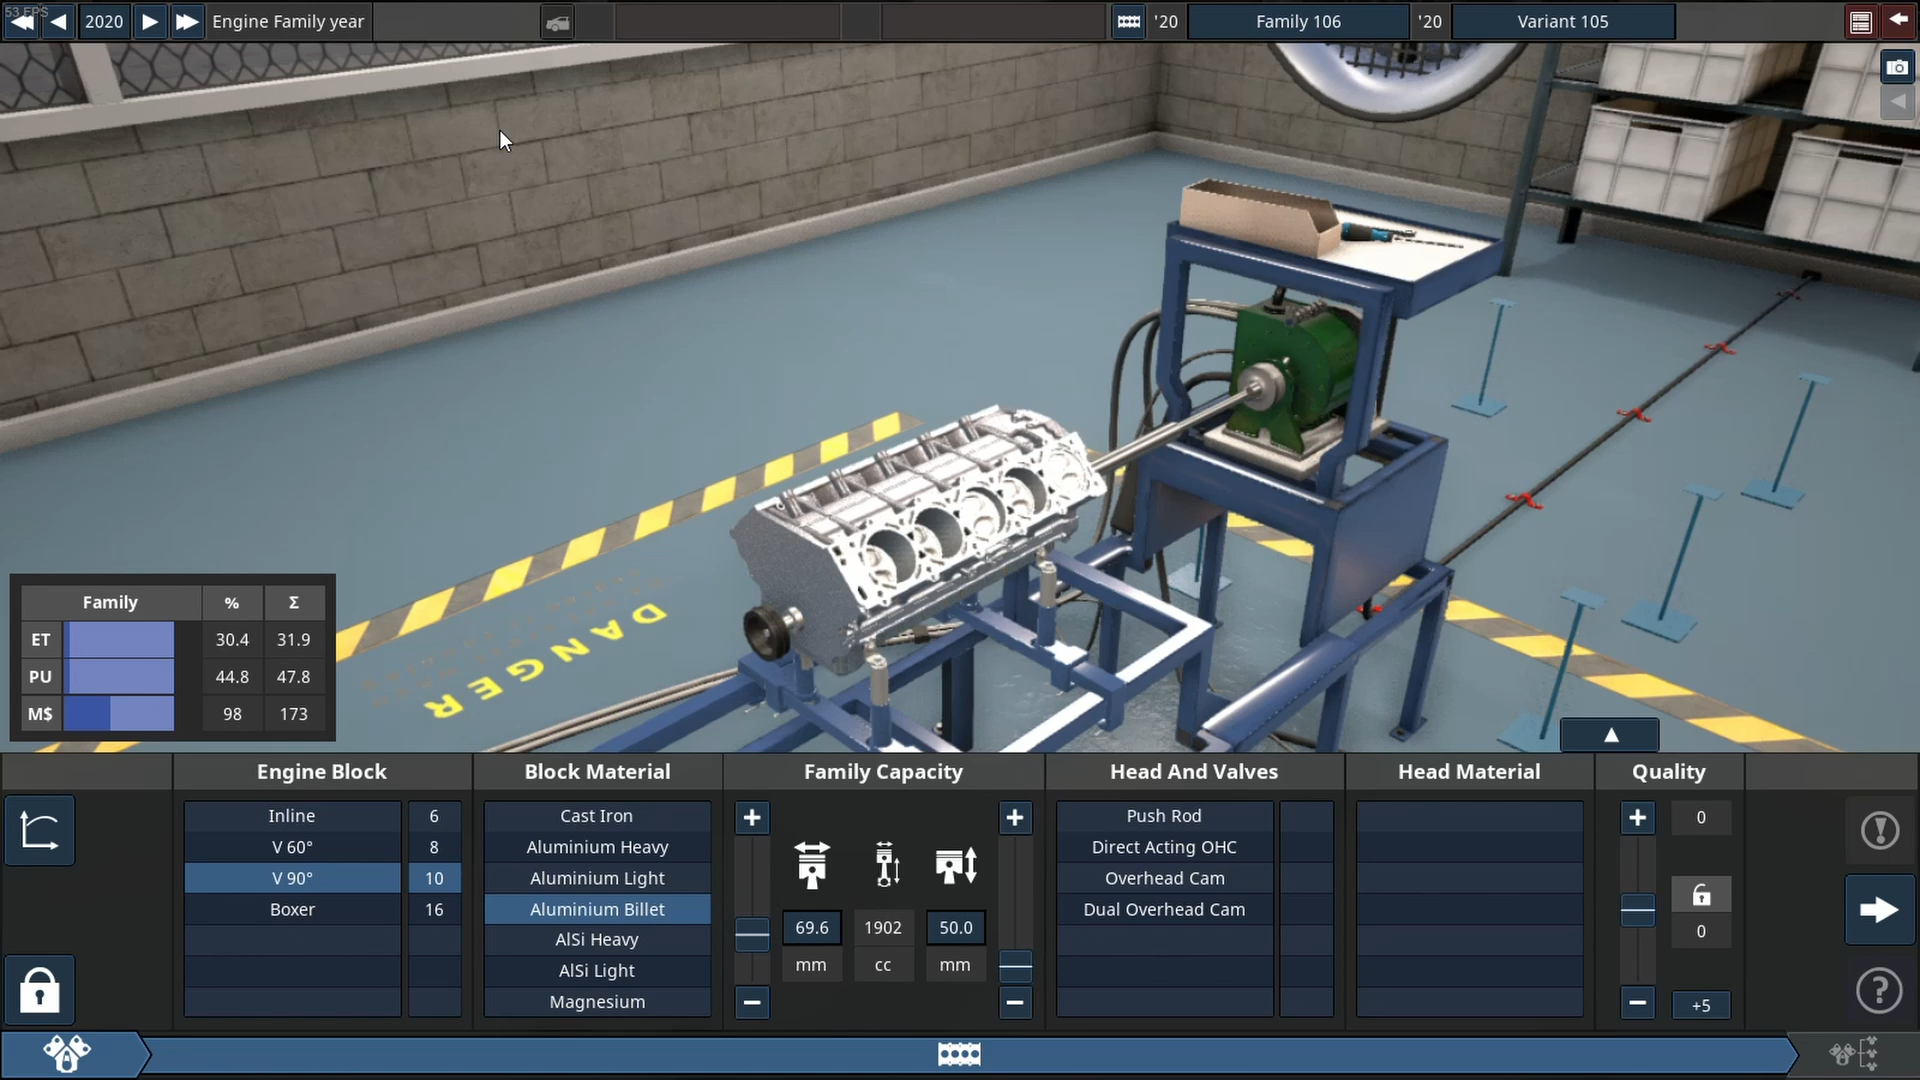 53 FPS
2020 Engine Family year '20 Family 106 '20 Variant 105
DANGER
Family % Σ
ET 30.4 31.9
PU 44.8 47.8
M$ 98 173
Engine Block
Inline 6
V 60° 8
V 90° 10
Boxer 16
Block Material
Cast Iron
Aluminium Heavy
Aluminium Light
Aluminium Billet
AlSi Heavy
AlSi Light
Magnesium
Family Capacity
+ +
69.6 1902 50.0
mm cc mm
− −
Head And Valves
Push Rod
Direct Acting OHC
Overhead Cam
Dual Overhead Cam
Head Material
Quality
+ 0
0
− +5
!
?